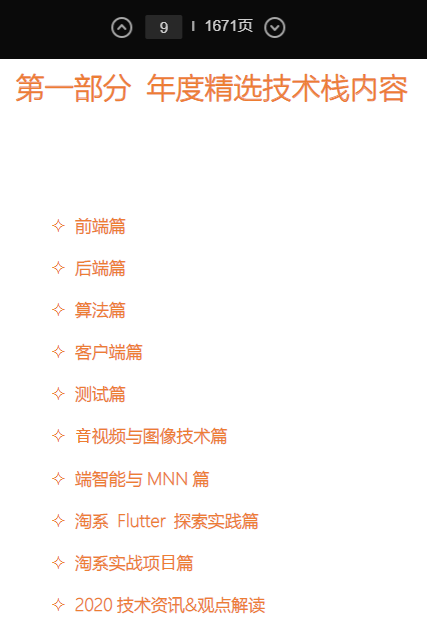 9 | 1671页
第一部分 年度精选技术栈内容
✧ 前端篇
✧ 后端篇
✧ 算法篇
✧ 客户端篇
✧ 测试篇
✧ 音视频与图像技术篇
✧ 端智能与 MNN 篇
✧ 淘系 Flutter 探索实践篇
✧ 淘系实战项目篇
✧ 2020 技术资讯&观点解读